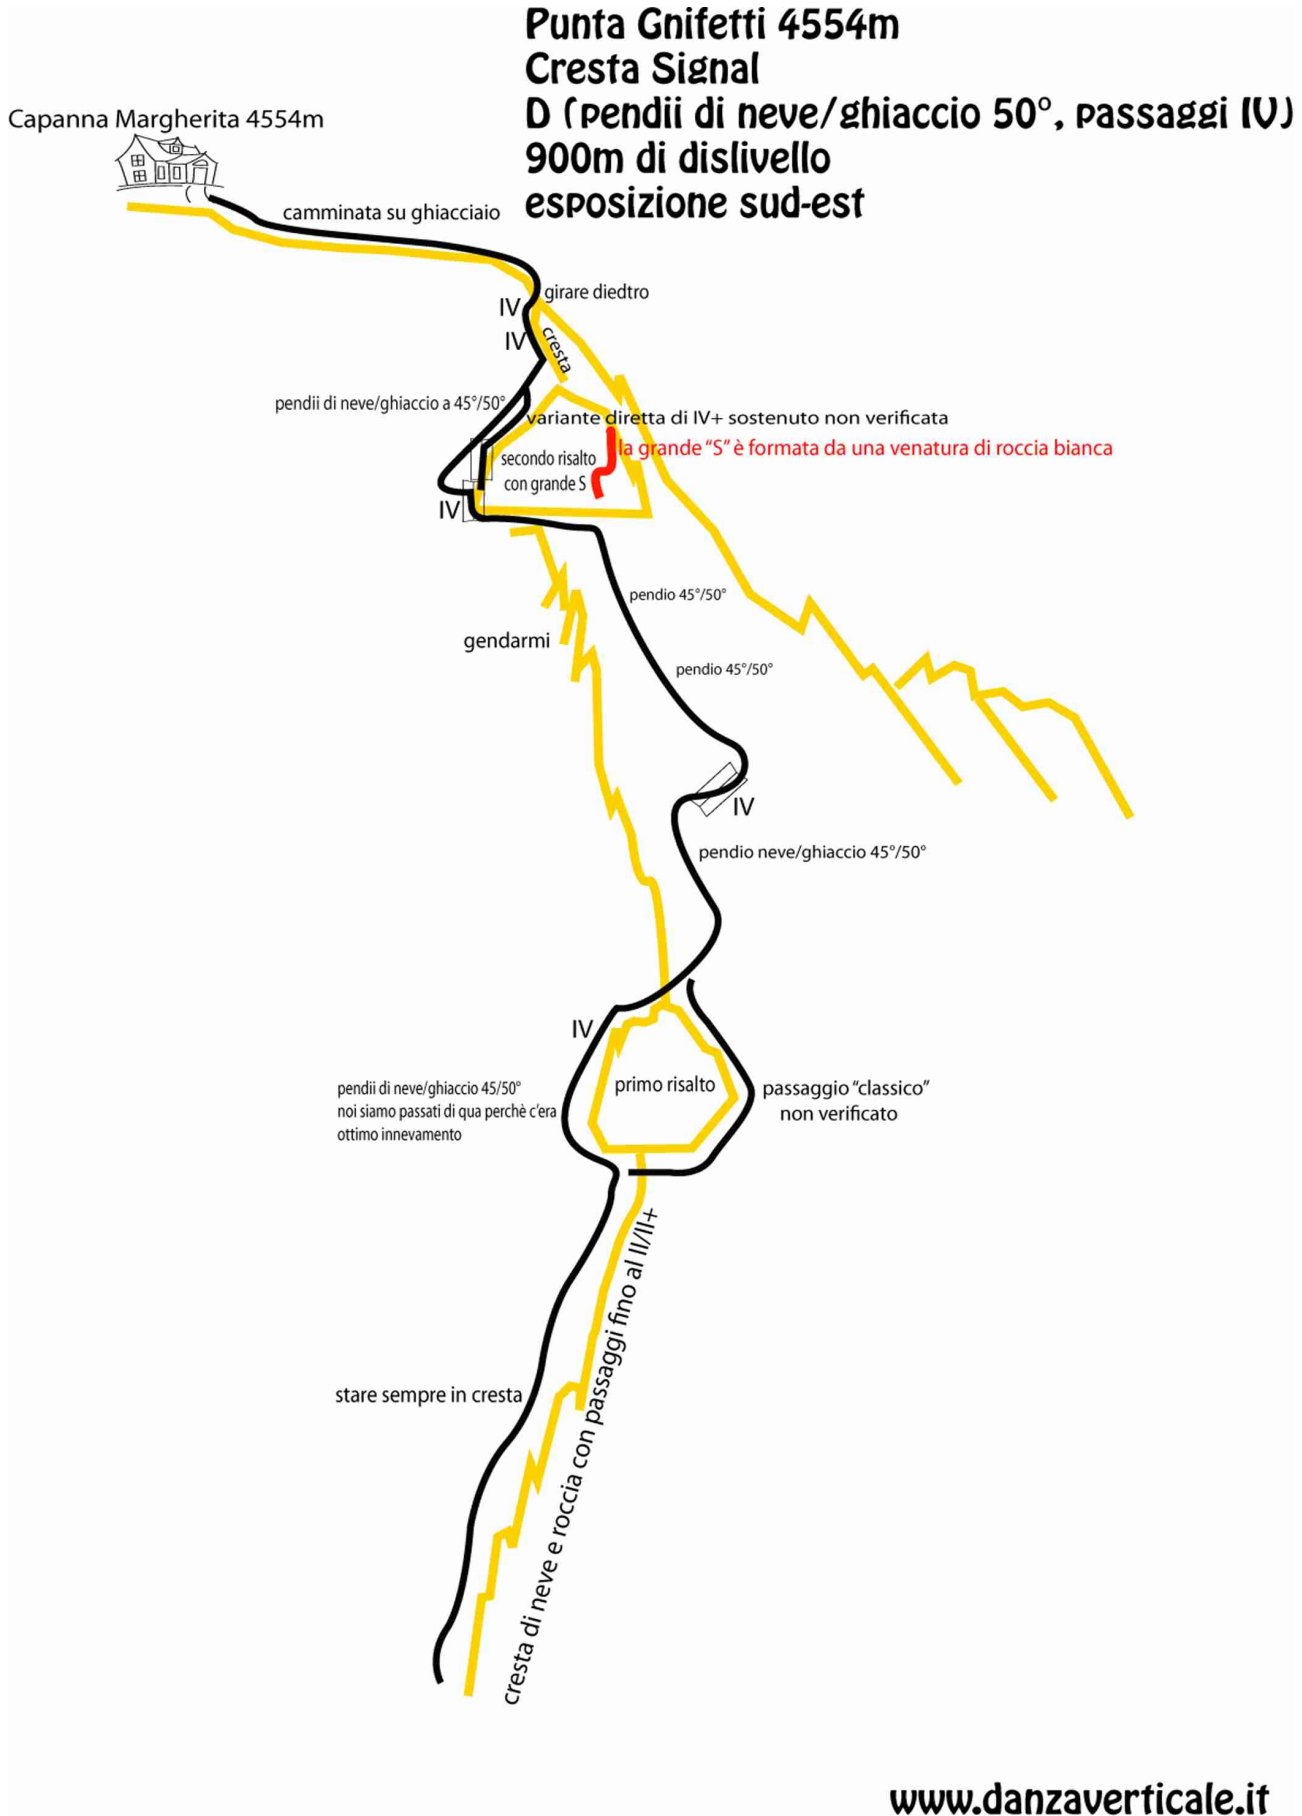 Punta Gnifetti 4554m
Cresta Signal
D (pendii di neve/ghiaccio 50°, passaggi IV)
900m di dislivello
esposizione sud-est
Capanna Margherita 4554m
camminata su ghiacciaio
girare diedtro
IV
IV
cresta
pendii di neve/ghiaccio a 45°/50°
variante diretta di IV+ sostenuto non verificata
la grande “S” è formata da una venatura di roccia bianca
secondo risalto
con grande S
IV
pendio 45°/50°
gendarmi
pendio 45°/50°
IV
pendio neve/ghiaccio 45°/50°
IV
primo risalto
passaggio “classico”
non verificato
pendii di neve/ghiaccio 45/50°
noi siamo passati di qua perchè c'era
ottimo innevamento
cresta di neve e roccia con passaggi fino al II/II+
stare sempre in cresta
www.danzaverticale.it